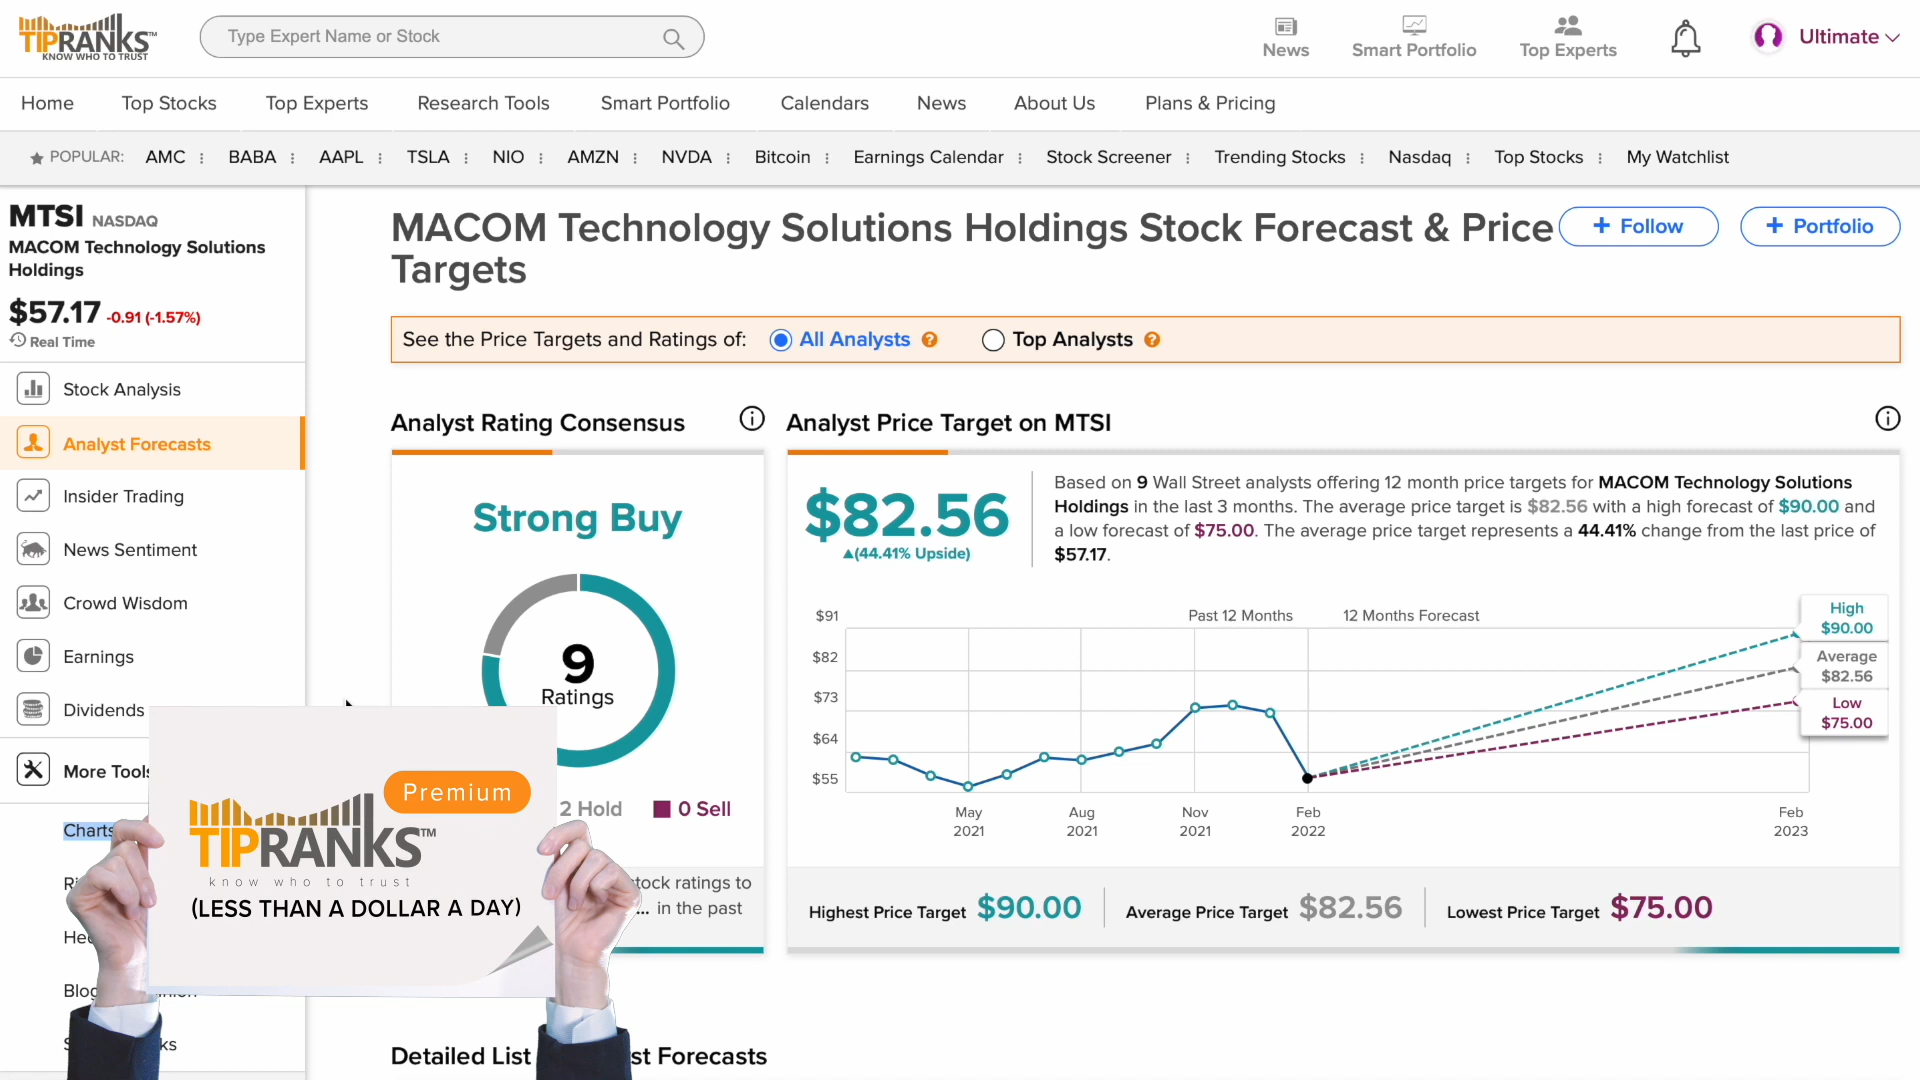 TIPRANKS™
KNOW WHO TO TRUST
Type Expert Name or Stock
News
Smart Portfolio
Top Experts
Ultimate
Home
Top Stocks
Top Experts
Research Tools
Smart Portfolio
Calendars
News
About Us
Plans & Pricing
POPULAR: AMC BABA AAPL TSLA NIO AMZN NVDA Bitcoin Earnings Calendar Stock Screener Trending Stocks Nasdaq Top Stocks My Watchlist
MTSI NASDAQ
MACOM Technology Solutions
Holdings
$57.17 -0.91 (-1.57%)
Real Time
Stock Analysis
Analyst Forecasts
Insider Trading
News Sentiment
Crowd Wisdom
Earnings
Dividends
More Tools
Charts
Blog
MACOM Technology Solutions Holdings Stock Forecast & Price
Targets
+ Follow
+ Portfolio
See the Price Targets and Ratings of: All Analysts ? Top Analysts ?
Analyst Rating Consensus
Strong Buy
9
Ratings
2 Hold
0 Sell
stock ratings to
... in the past
Analyst Price Target on MTSI
$82.56
▲(44.41% Upside)
Based on 9 Wall Street analysts offering 12 month price targets for MACOM Technology Solutions
Holdings in the last 3 months. The average price target is $82.56 with a high forecast of $90.00 and
a low forecast of $75.00. The average price target represents a 44.41% change from the last price of
$57.17.
Past 12 Months
12 Months Forecast
$91
$82
$73
$64
$55
May
2021
Aug
2021
Nov
2021
Feb
2022
Feb
2023
High
$90.00
Average
$82.56
Low
$75.00
Highest Price Target $90.00
Average Price Target $82.56
Lowest Price Target $75.00
Premium
TIPRANKS™
know who to trust
(LESS THAN A DOLLAR A DAY)
Detailed List
st Forecasts